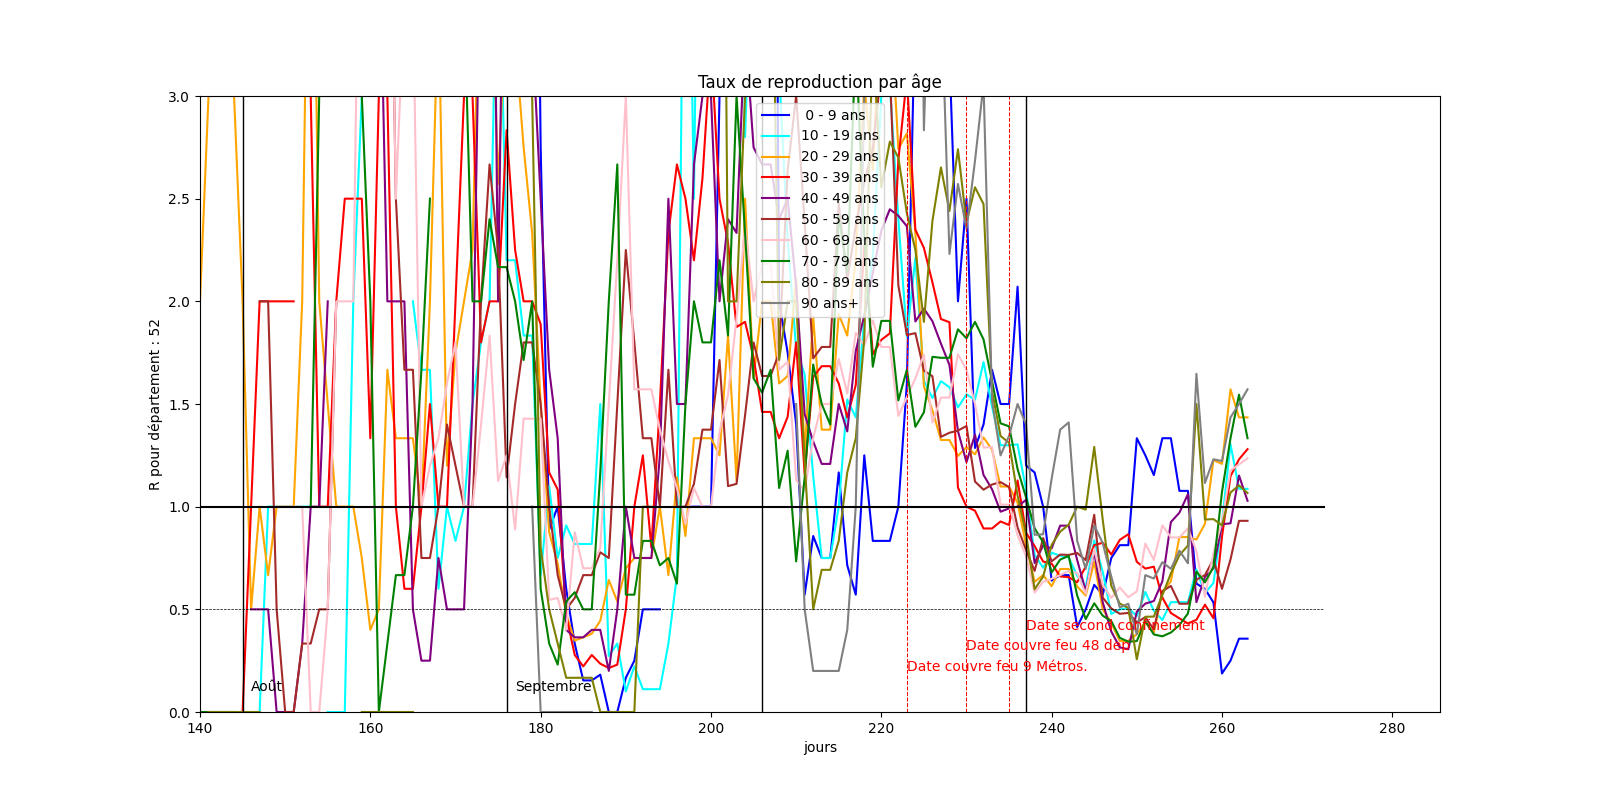 Taux de reproduction par âge
R pour département : 52
3.0
2.5
2.0
1.5
1.0
0.5
0.0
0 - 9 ans
10 - 19 ans
20 - 29 ans
30 - 39 ans
40 - 49 ans
50 - 59 ans
60 - 69 ans
70 - 79 ans
80 - 89 ans
90 ans+
Date second confinement
Date couvre feu 48 dep.
Date couvre feu 9 Métros.
Août
Septembre
140 160 180 200 220 240 260 280
jours